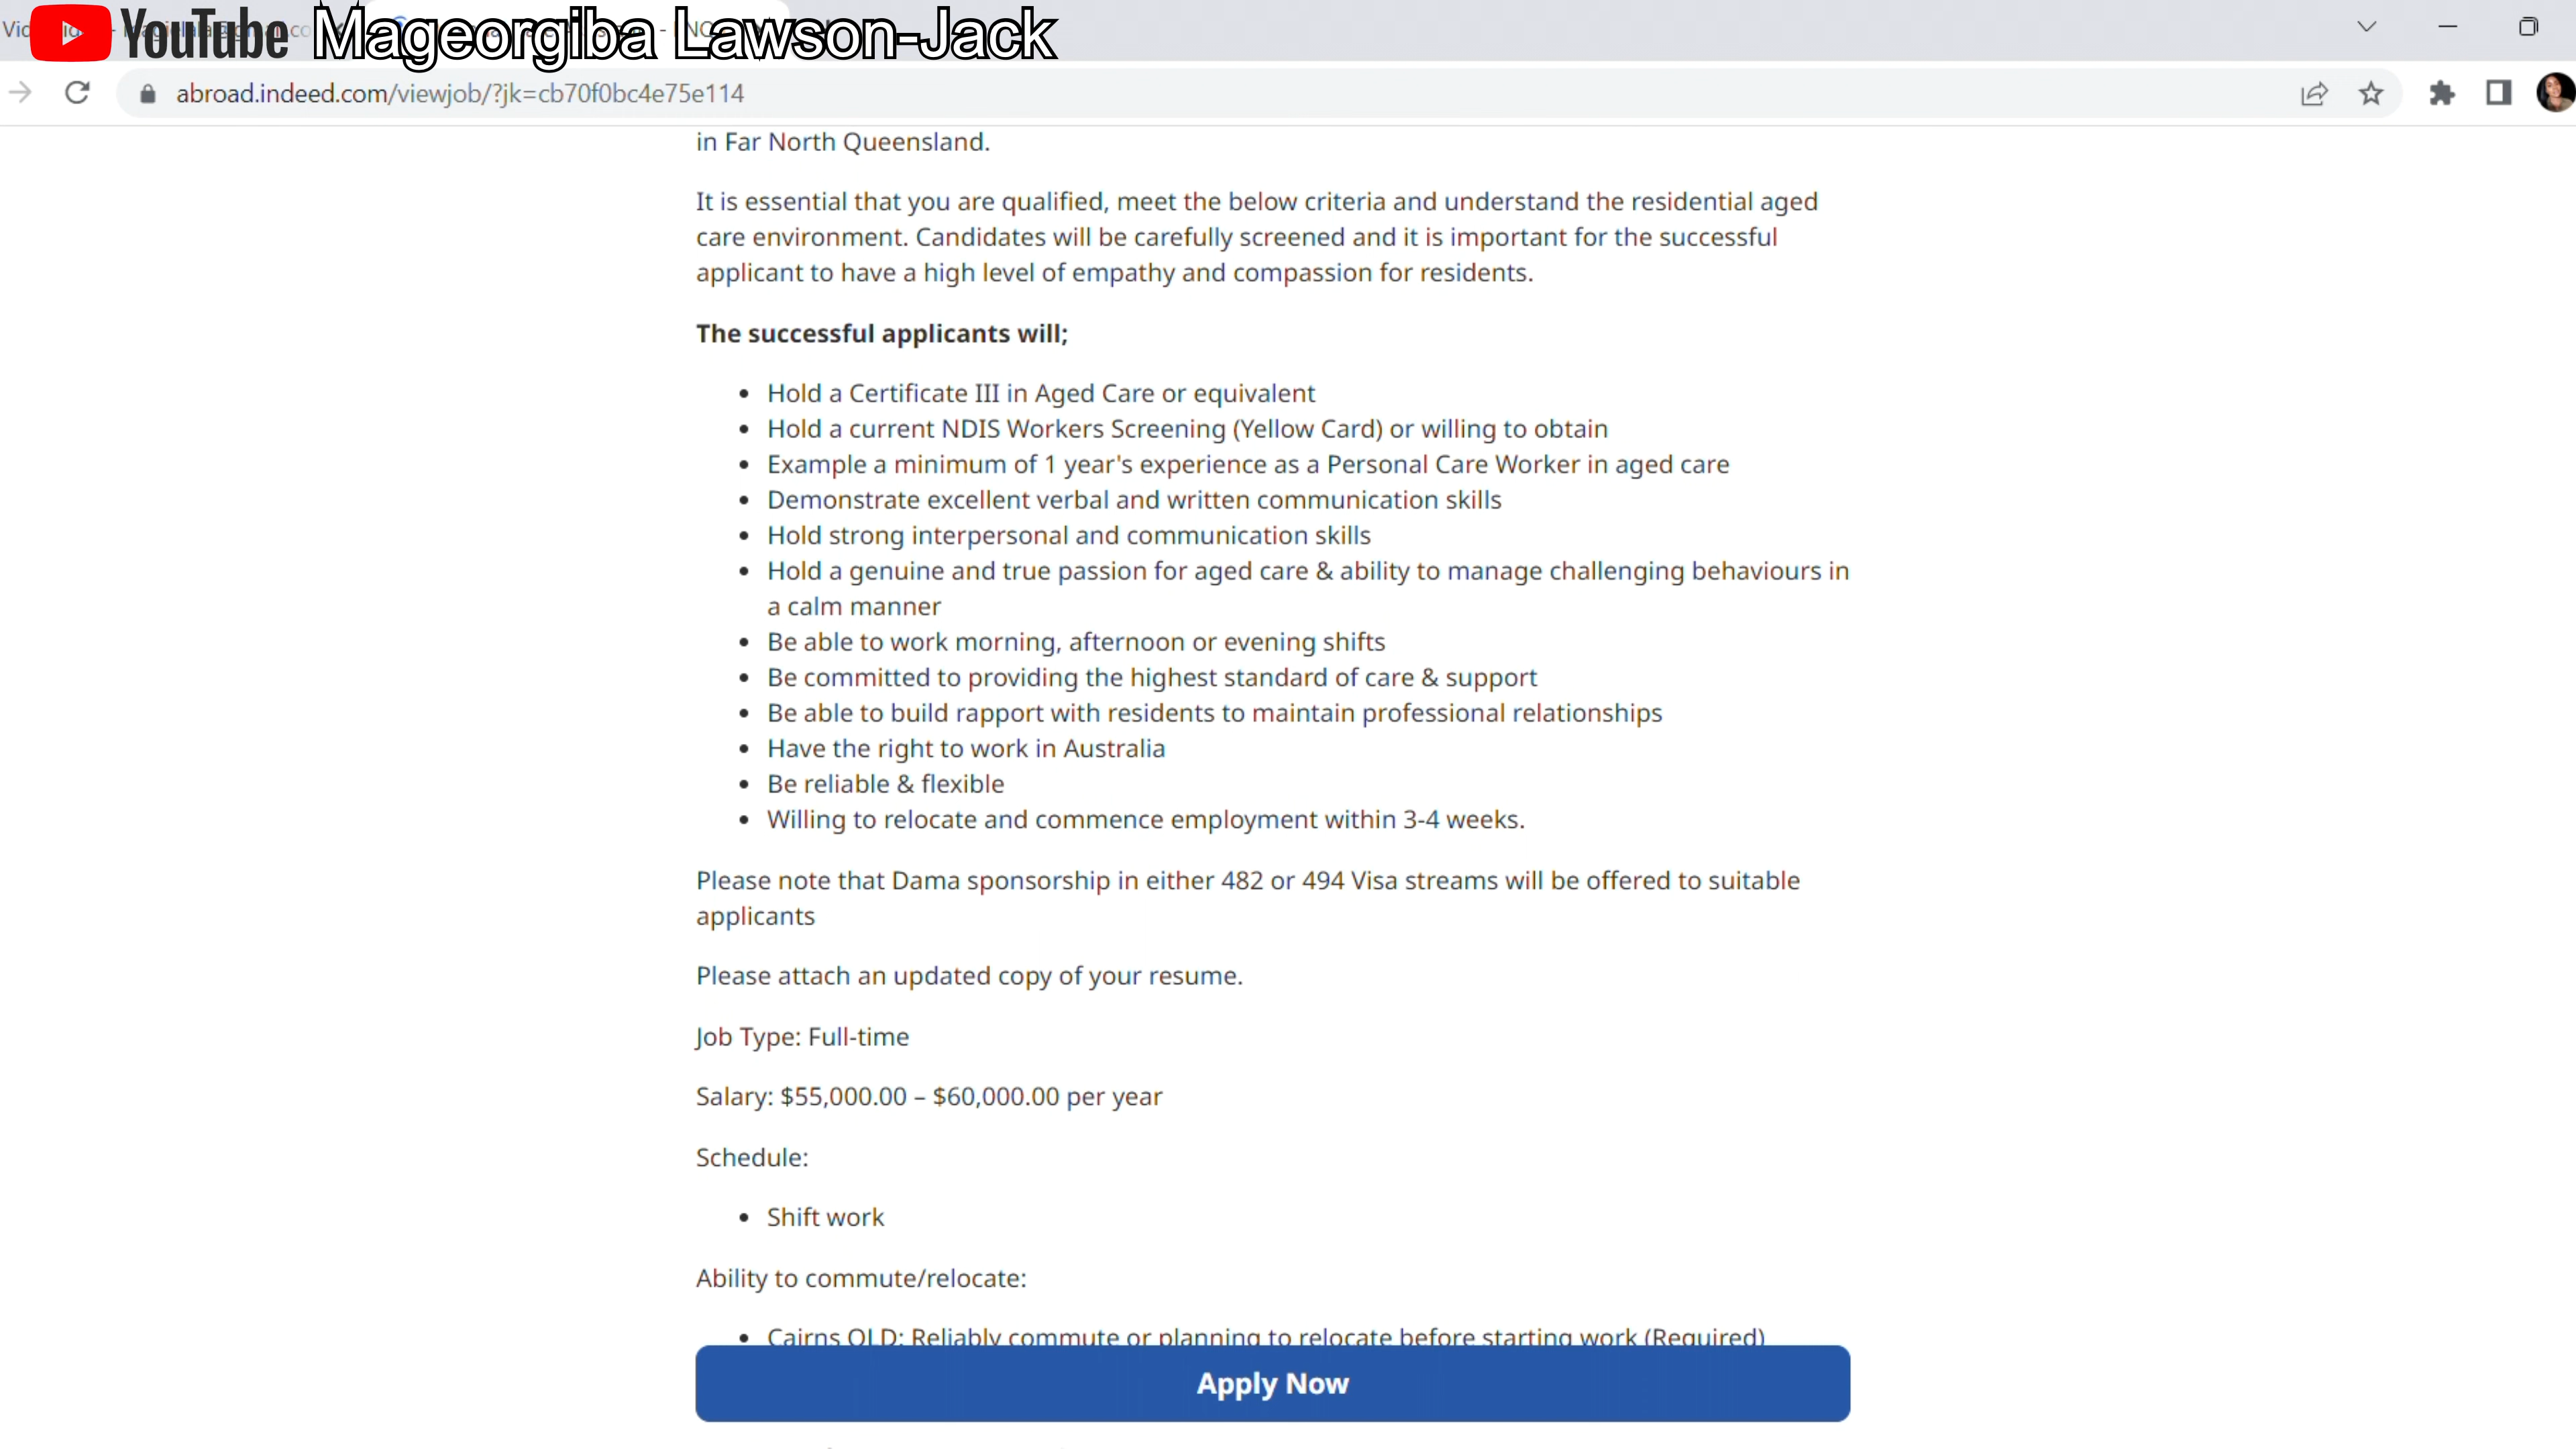 YouTube Mageorgiba Lawson-Jack
abroad.indeed.com/viewjob/?jk=cb70f0bc4e75e114
in Far North Queensland.
It is essential that you are qualified, meet the below criteria and understand the residential aged
care environment. Candidates will be carefully screened and it is important for the successful
applicant to have a high level of empathy and compassion for residents.
The successful applicants will;
• Hold a Certificate III in Aged Care or equivalent
• Hold a current NDIS Workers Screening (Yellow Card) or willing to obtain
• Example a minimum of 1 year's experience as a Personal Care Worker in aged care
• Demonstrate excellent verbal and written communication skills
• Hold strong interpersonal and communication skills
• Hold a genuine and true passion for aged care & ability to manage challenging behaviours in
a calm manner
• Be able to work morning, afternoon or evening shifts
• Be committed to providing the highest standard of care & support
• Be able to build rapport with residents to maintain professional relationships
• Have the right to work in Australia
• Be reliable & flexible
• Willing to relocate and commence employment within 3-4 weeks.
Please note that Dama sponsorship in either 482 or 494 Visa streams will be offered to suitable
applicants
Please attach an updated copy of your resume.
Job Type: Full-time
Salary: $55,000.00 – $60,000.00 per year
Schedule:
• Shift work
Ability to commute/relocate:
• Cairns QLD: Reliably commute or planning to relocate before starting work (Required)
Apply Now